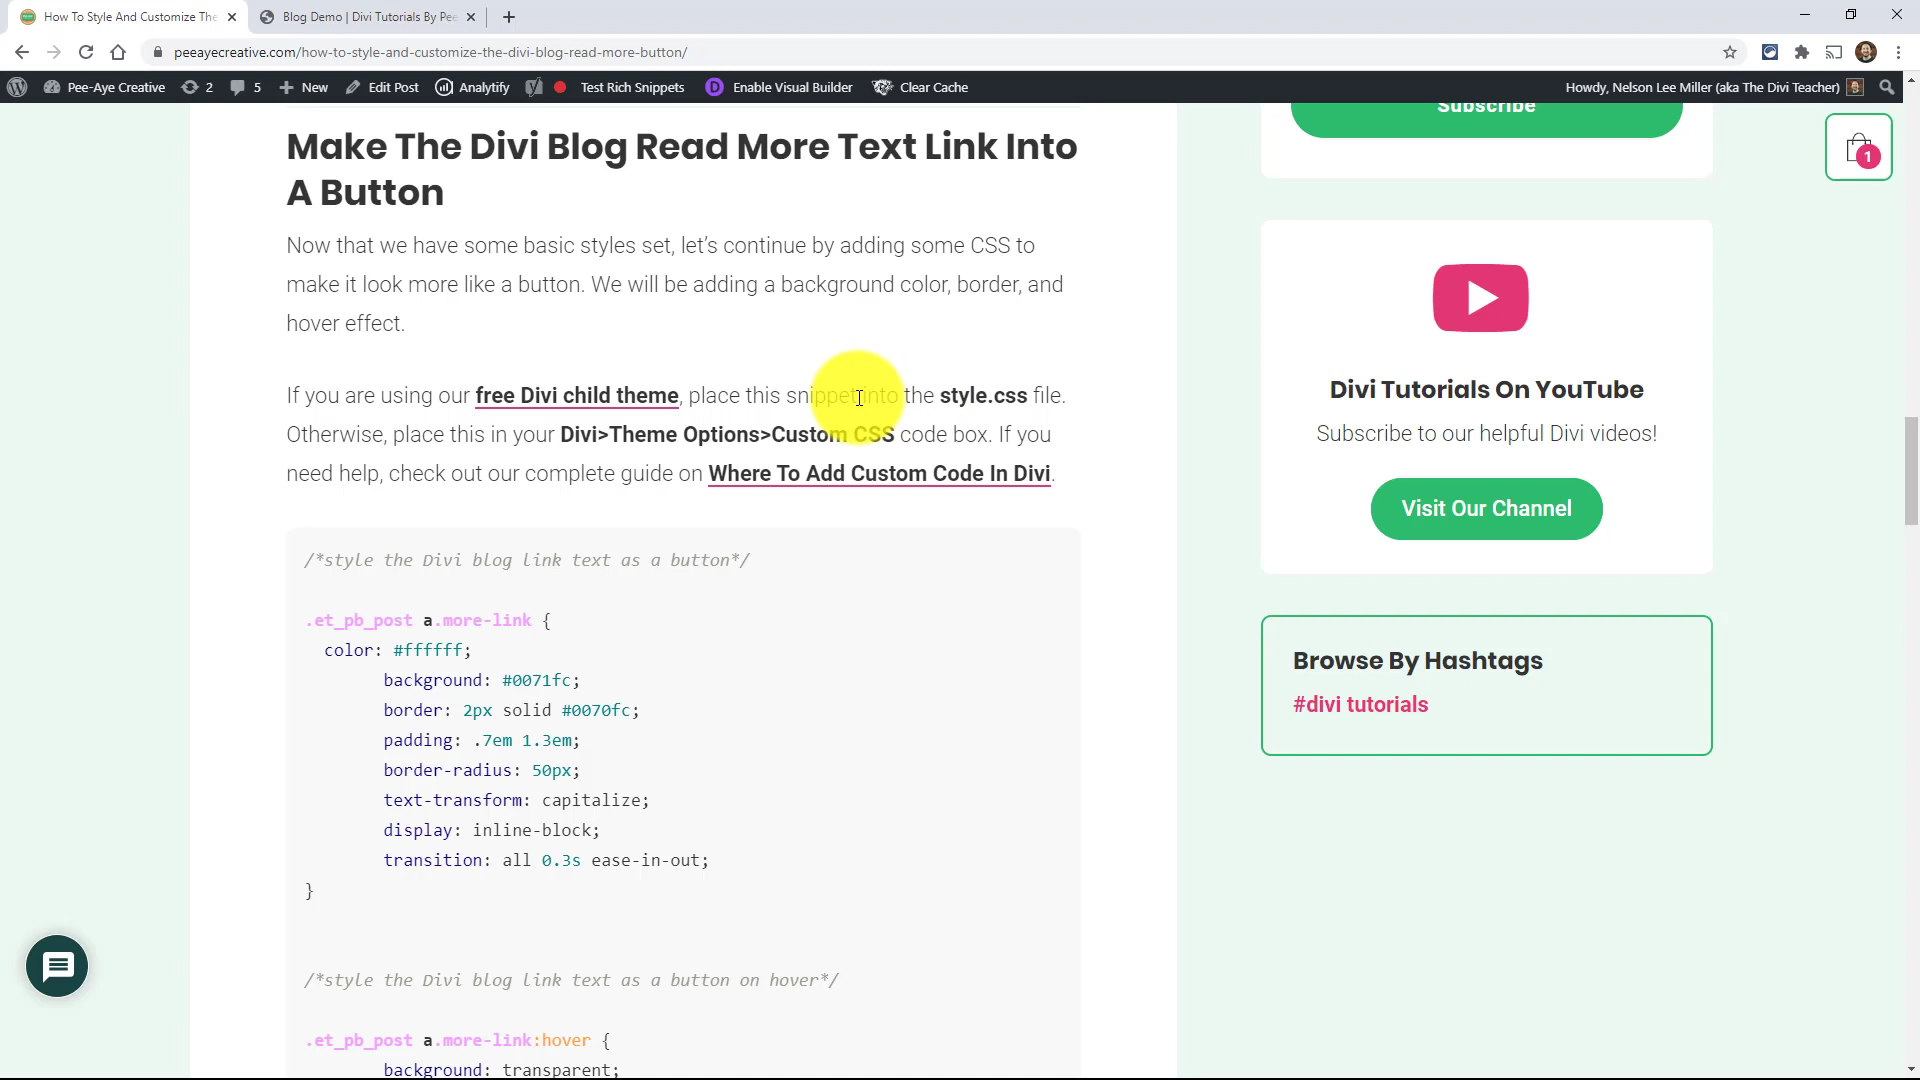 How To Style And Customize The
Blog Demo | Divi Tutorials By Pee
peeayecreative.com/how-to-style-and-customize-the-divi-blog-read-more-button/
Pee-Aye Creative
2
5
New
Edit Post
Analytify
Test Rich Snippets
D
Enable Visual Builder
Clear Cache
Howdy, Nelson Lee Miller (aka The Divi Teacher)
Make The Divi Blog Read More Text Link Into
A Button
Now that we have some basic styles set, let’s continue by adding some CSS to
make it look more like a button. We will be adding a background color, border, and
hover effect.
If you are using our free Divi child theme, place this snippet into the style.css file.
Otherwise, place this in your Divi>Theme Options>Custom CSS code box. If you
need help, check out our complete guide on Where To Add Custom Code In Divi.
/*style the Divi blog link text as a button*/
.et_pb_post a.more-link {
color: #ffffff;
background: #0071fc;
border: 2px solid #0070fc;
padding: .7em 1.3em;
border-radius: 50px;
text-transform: capitalize;
display: inline-block;
transition: all 0.3s ease-in-out;
}
/*style the Divi blog link text as a button on hover*/
.et_pb_post a.more-link:hover {
background: transparent;
Subscribe
1
Divi Tutorials On YouTube
Subscribe to our helpful Divi videos!
Visit Our Channel
Browse By Hashtags
#divi tutorials